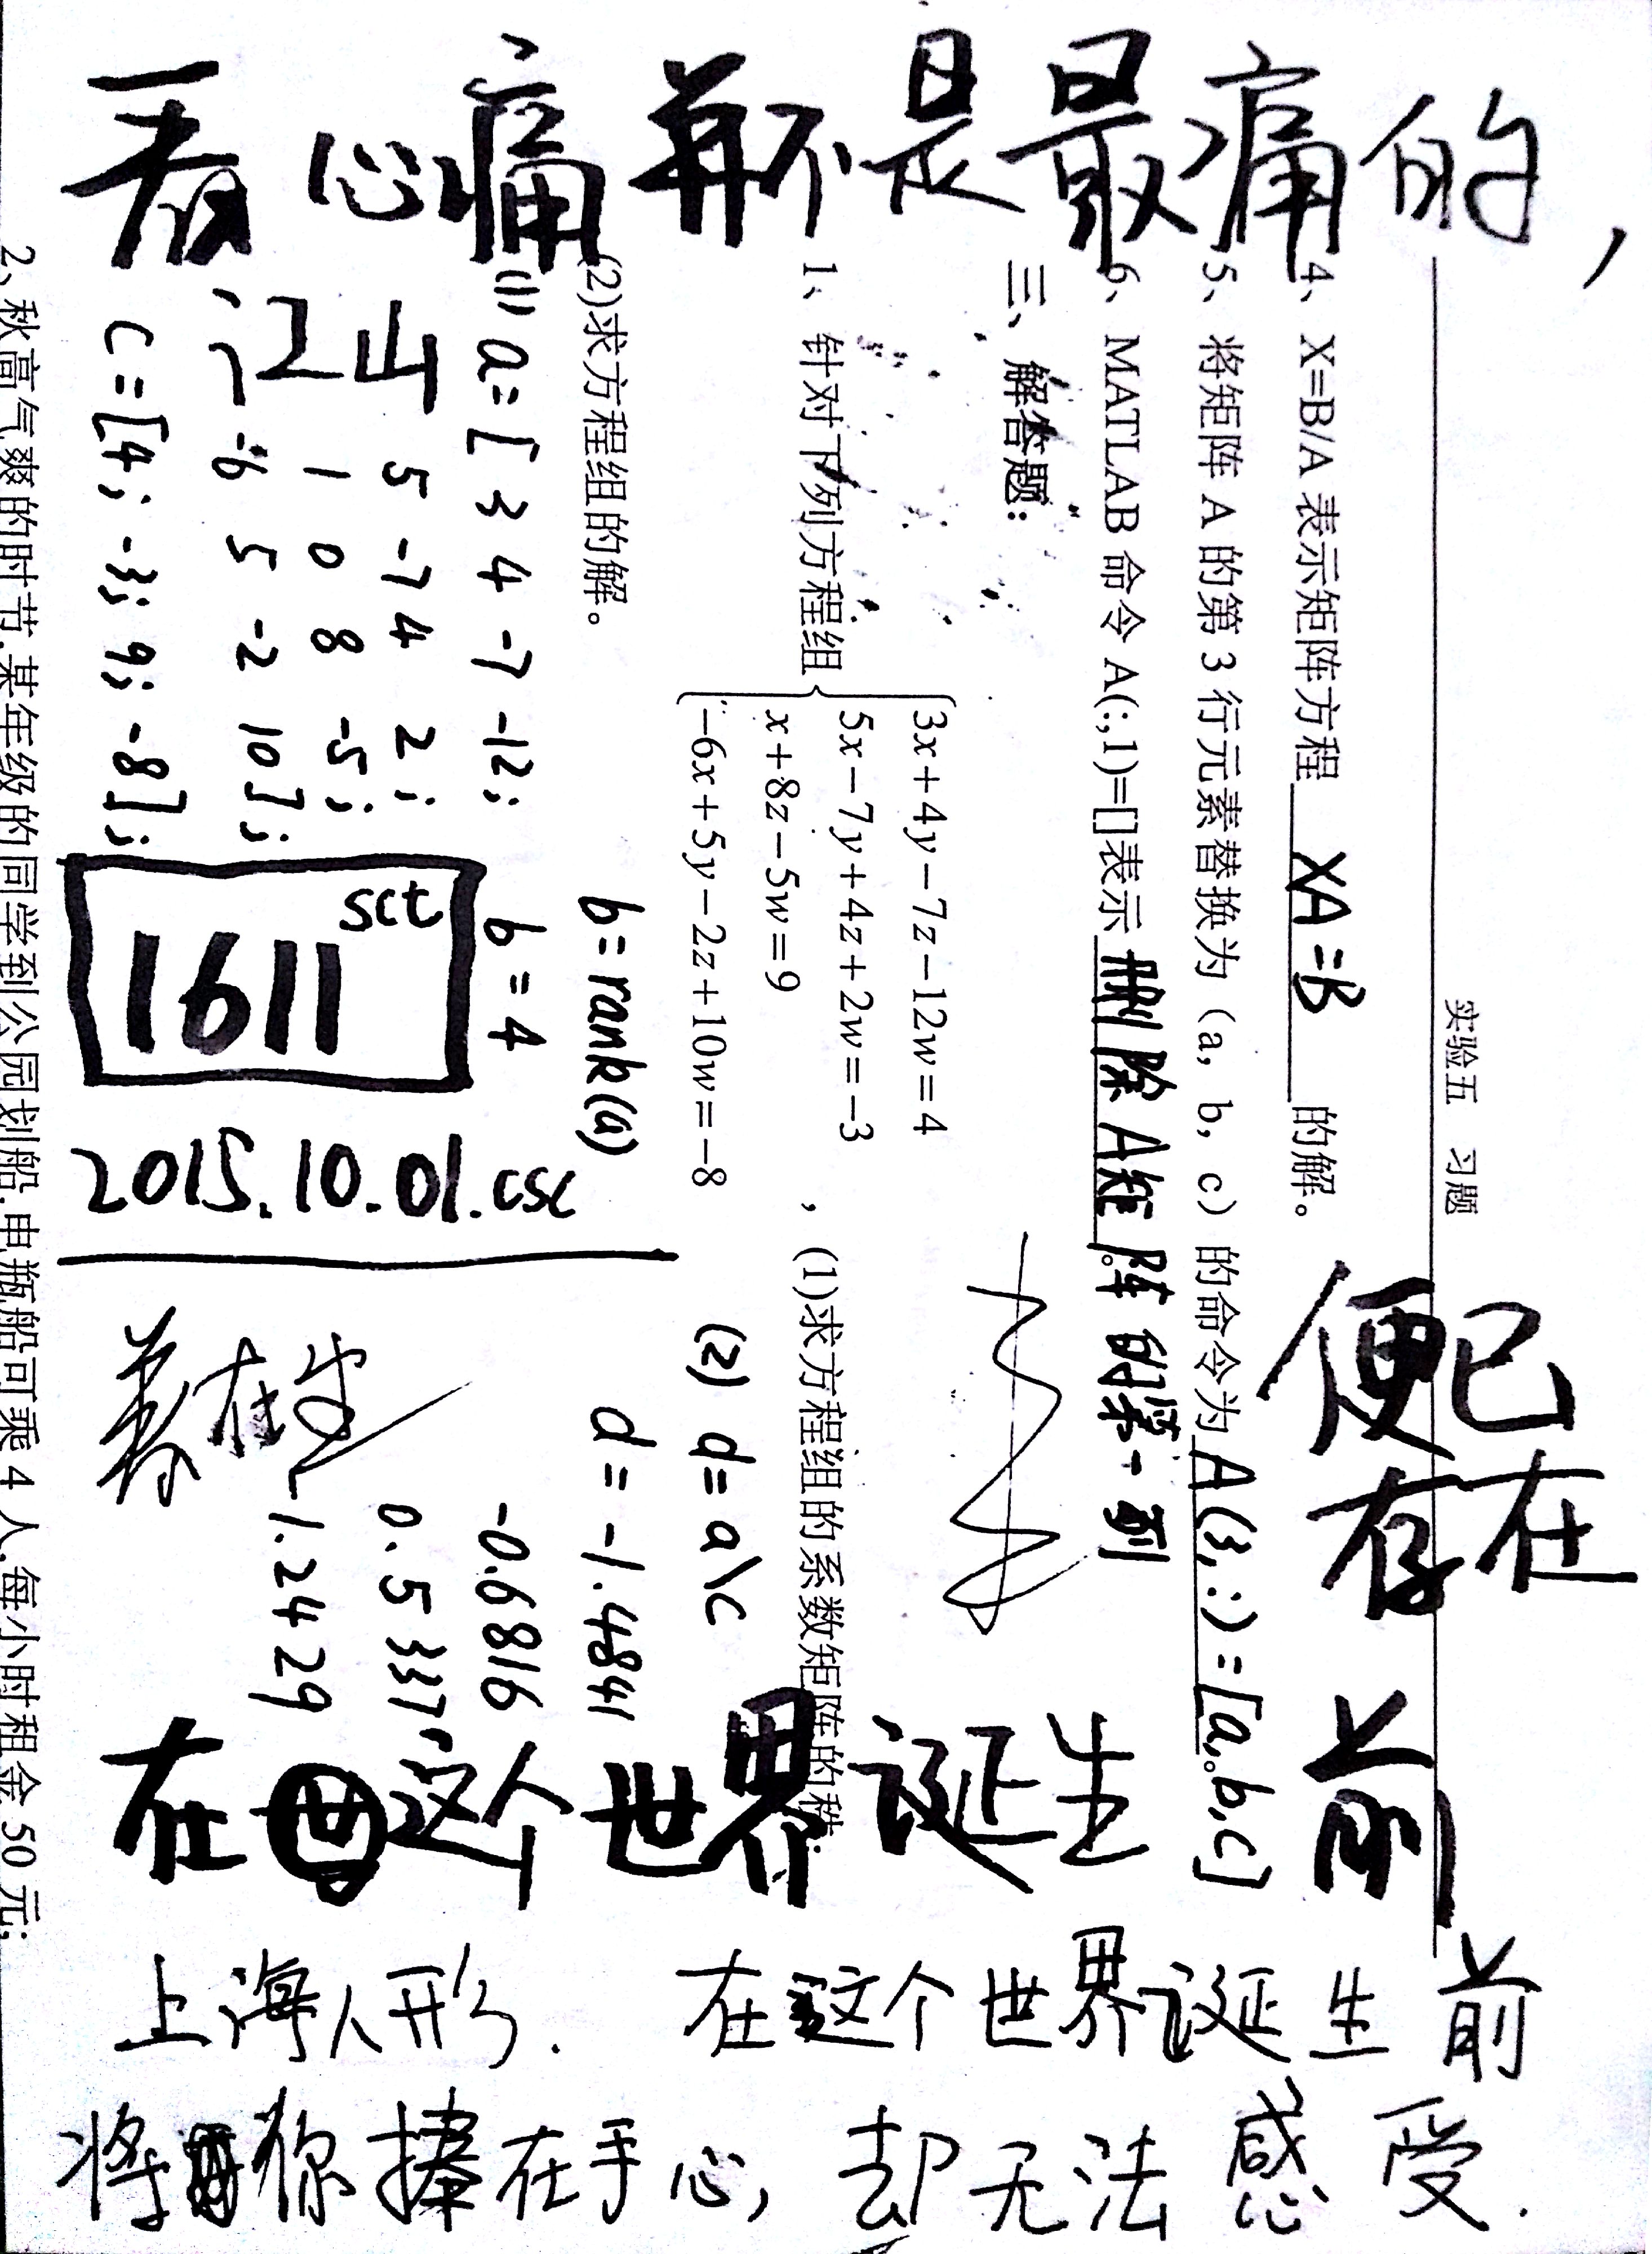 看心痛并不是最痛的，
江山
sct
1611
2015.10.01.csc
便已
存在
在这个世界诞生前
上海人形. 在这个世界诞生前
将你捧在手心, 却无法感受.
实验五 习题
4、X=B/A 表示矩阵方程 XA=B 的解。
5、将矩阵 A 的第 3 行元素替换为（a, b, c）的命令为 A(3,:)=[a,b,c]。
6、MATLAB 命令 A(:,1)=[]表示 删除A矩阵的第一列。
三、解答题：
1、针对下列方程组
3x+4y−7z−12w=4
5x−7y+4z+2w=−3
x+8z−5w=9
−6x+5y−2z+10w=−8
，(1)求方程组的系数矩阵的秩；
(2)求方程组的解。
(1) a=[3 4 -7 -12;
5 -7 4 2;
1 0 8 -5;
-6 5 -2 10];
c=[4; -3; 9; -8];
b=rank(a)
b=4
(2) d=a\c
d= -1.4841
-0.6816
0.5337
-1.2429
2、秋高气爽的时节,某年级的同学到公园划船.电瓶船可乘 4 人,每小时租金 50 元;